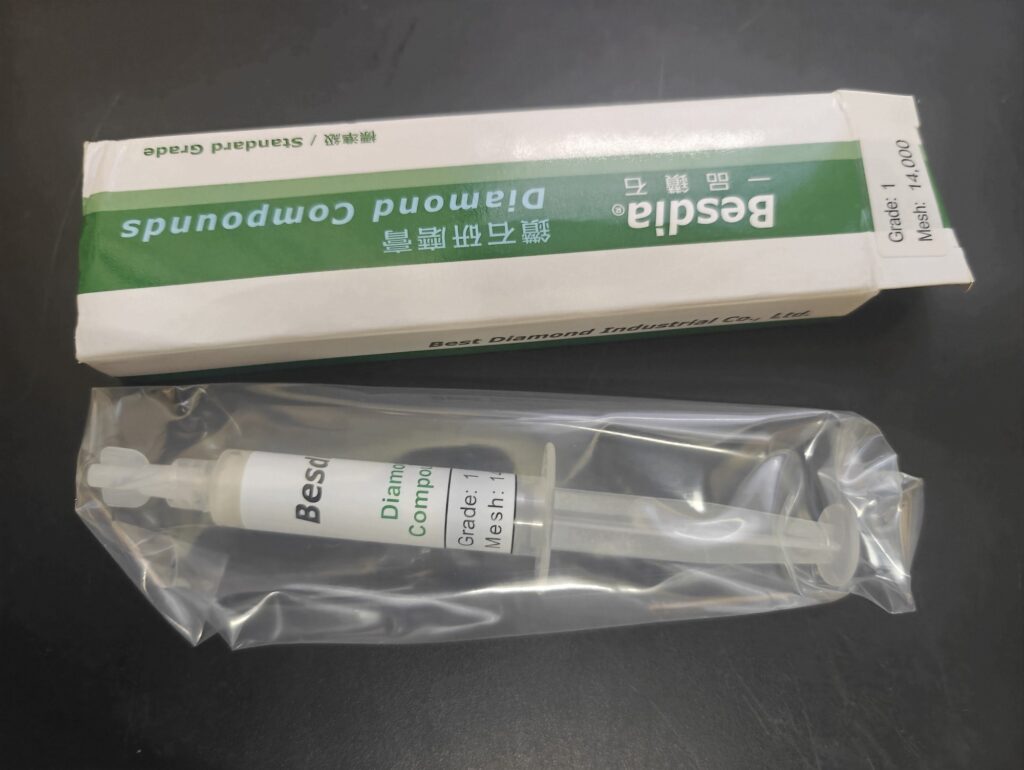 Besdia®
一品鑽石
鑽石研磨膏
Diamond Compounds
標準級 / Standard Grade
Grade: 1
Mesh: 14,000
Best Diamond Industrial Co., Ltd.
Besd
Diamo
Compou
Grade: 1
Mesh: 1